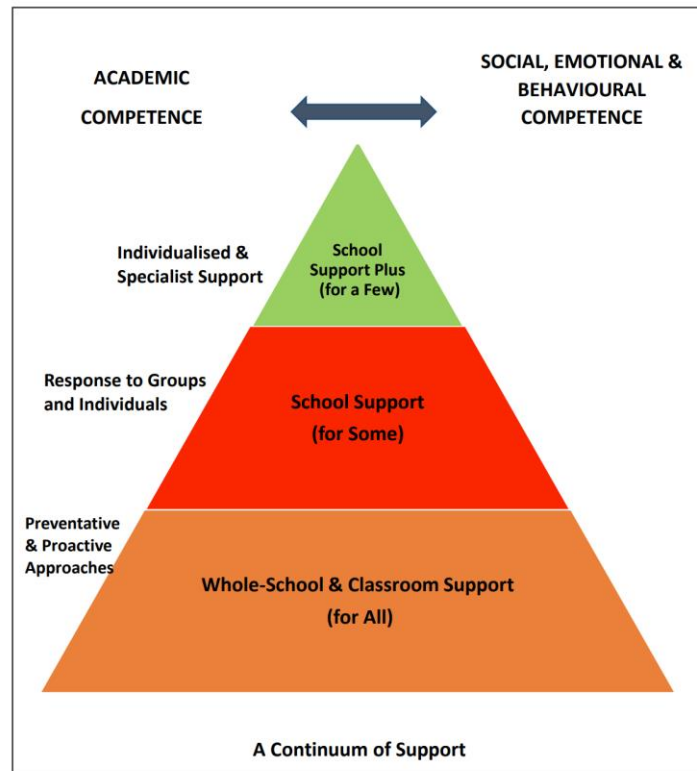 ACADEMIC
COMPETENCE
SOCIAL, EMOTIONAL &
BEHAVIOURAL
COMPETENCE
Individualised &
Specialist Support
School
Support Plus
(for a Few)
Response to Groups
and Individuals
School Support
(for Some)
Preventative
& Proactive
Approaches
Whole-School & Classroom Support
(for All)
A Continuum of Support